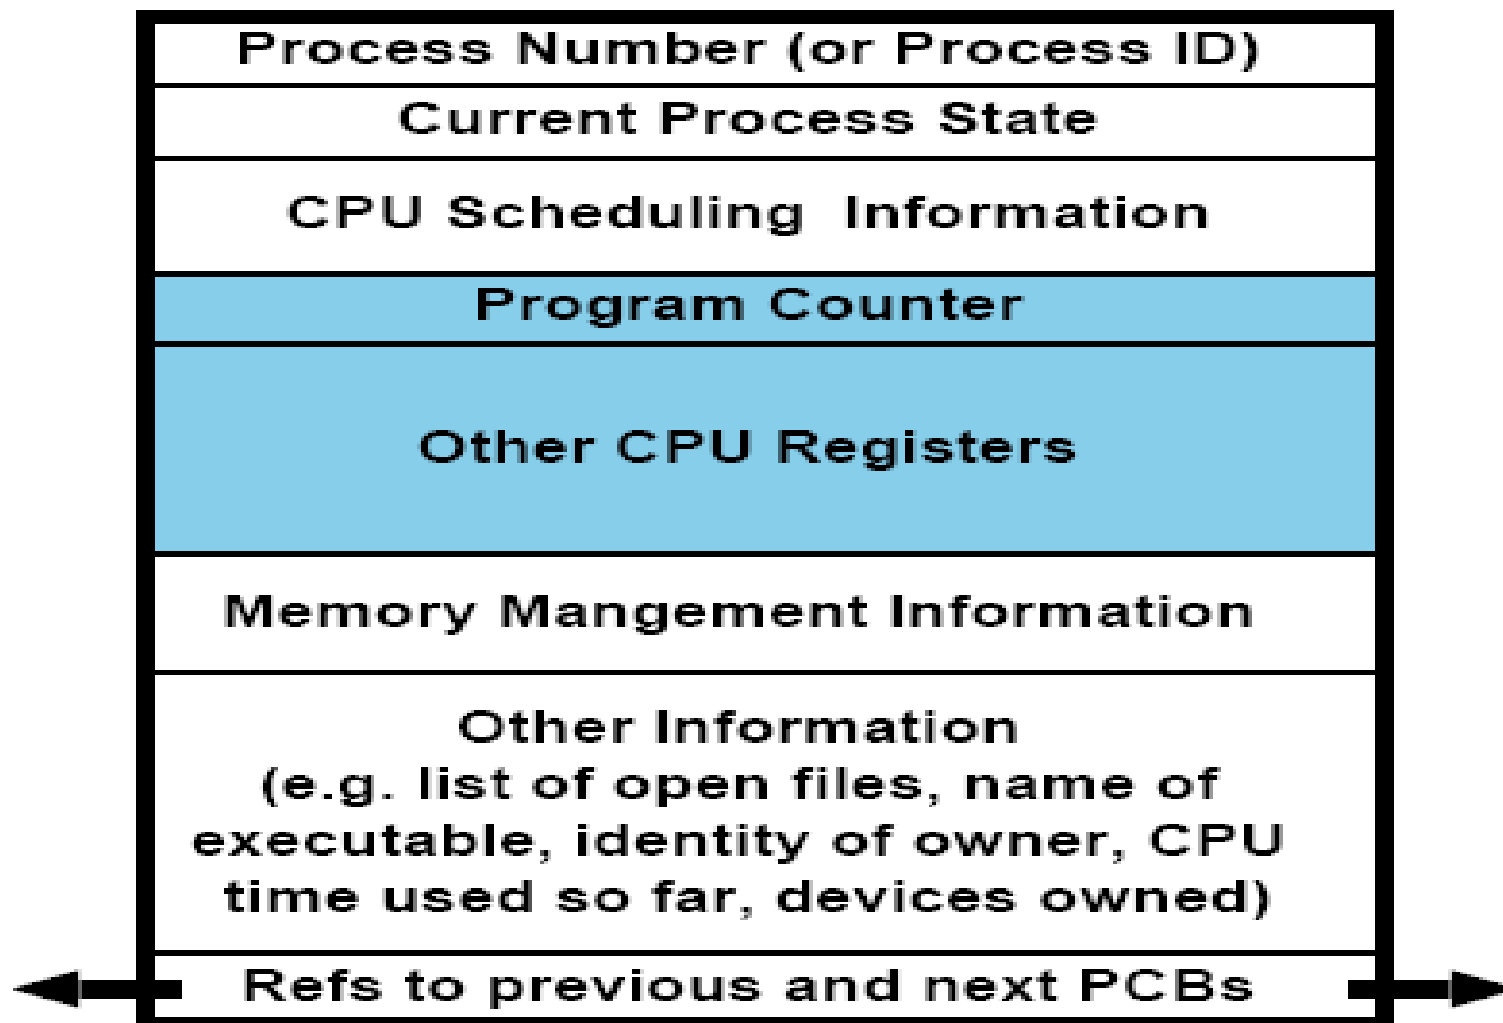 Process Number (or Process ID)
Current Process State
CPU Scheduling Information
Program Counter
Other CPU Registers
Memory Mangement Information
Other Information
(e.g. list of open files, name of
executable, identity of owner, CPU
time used so far, devices owned)
Refs to previous and next PCBs